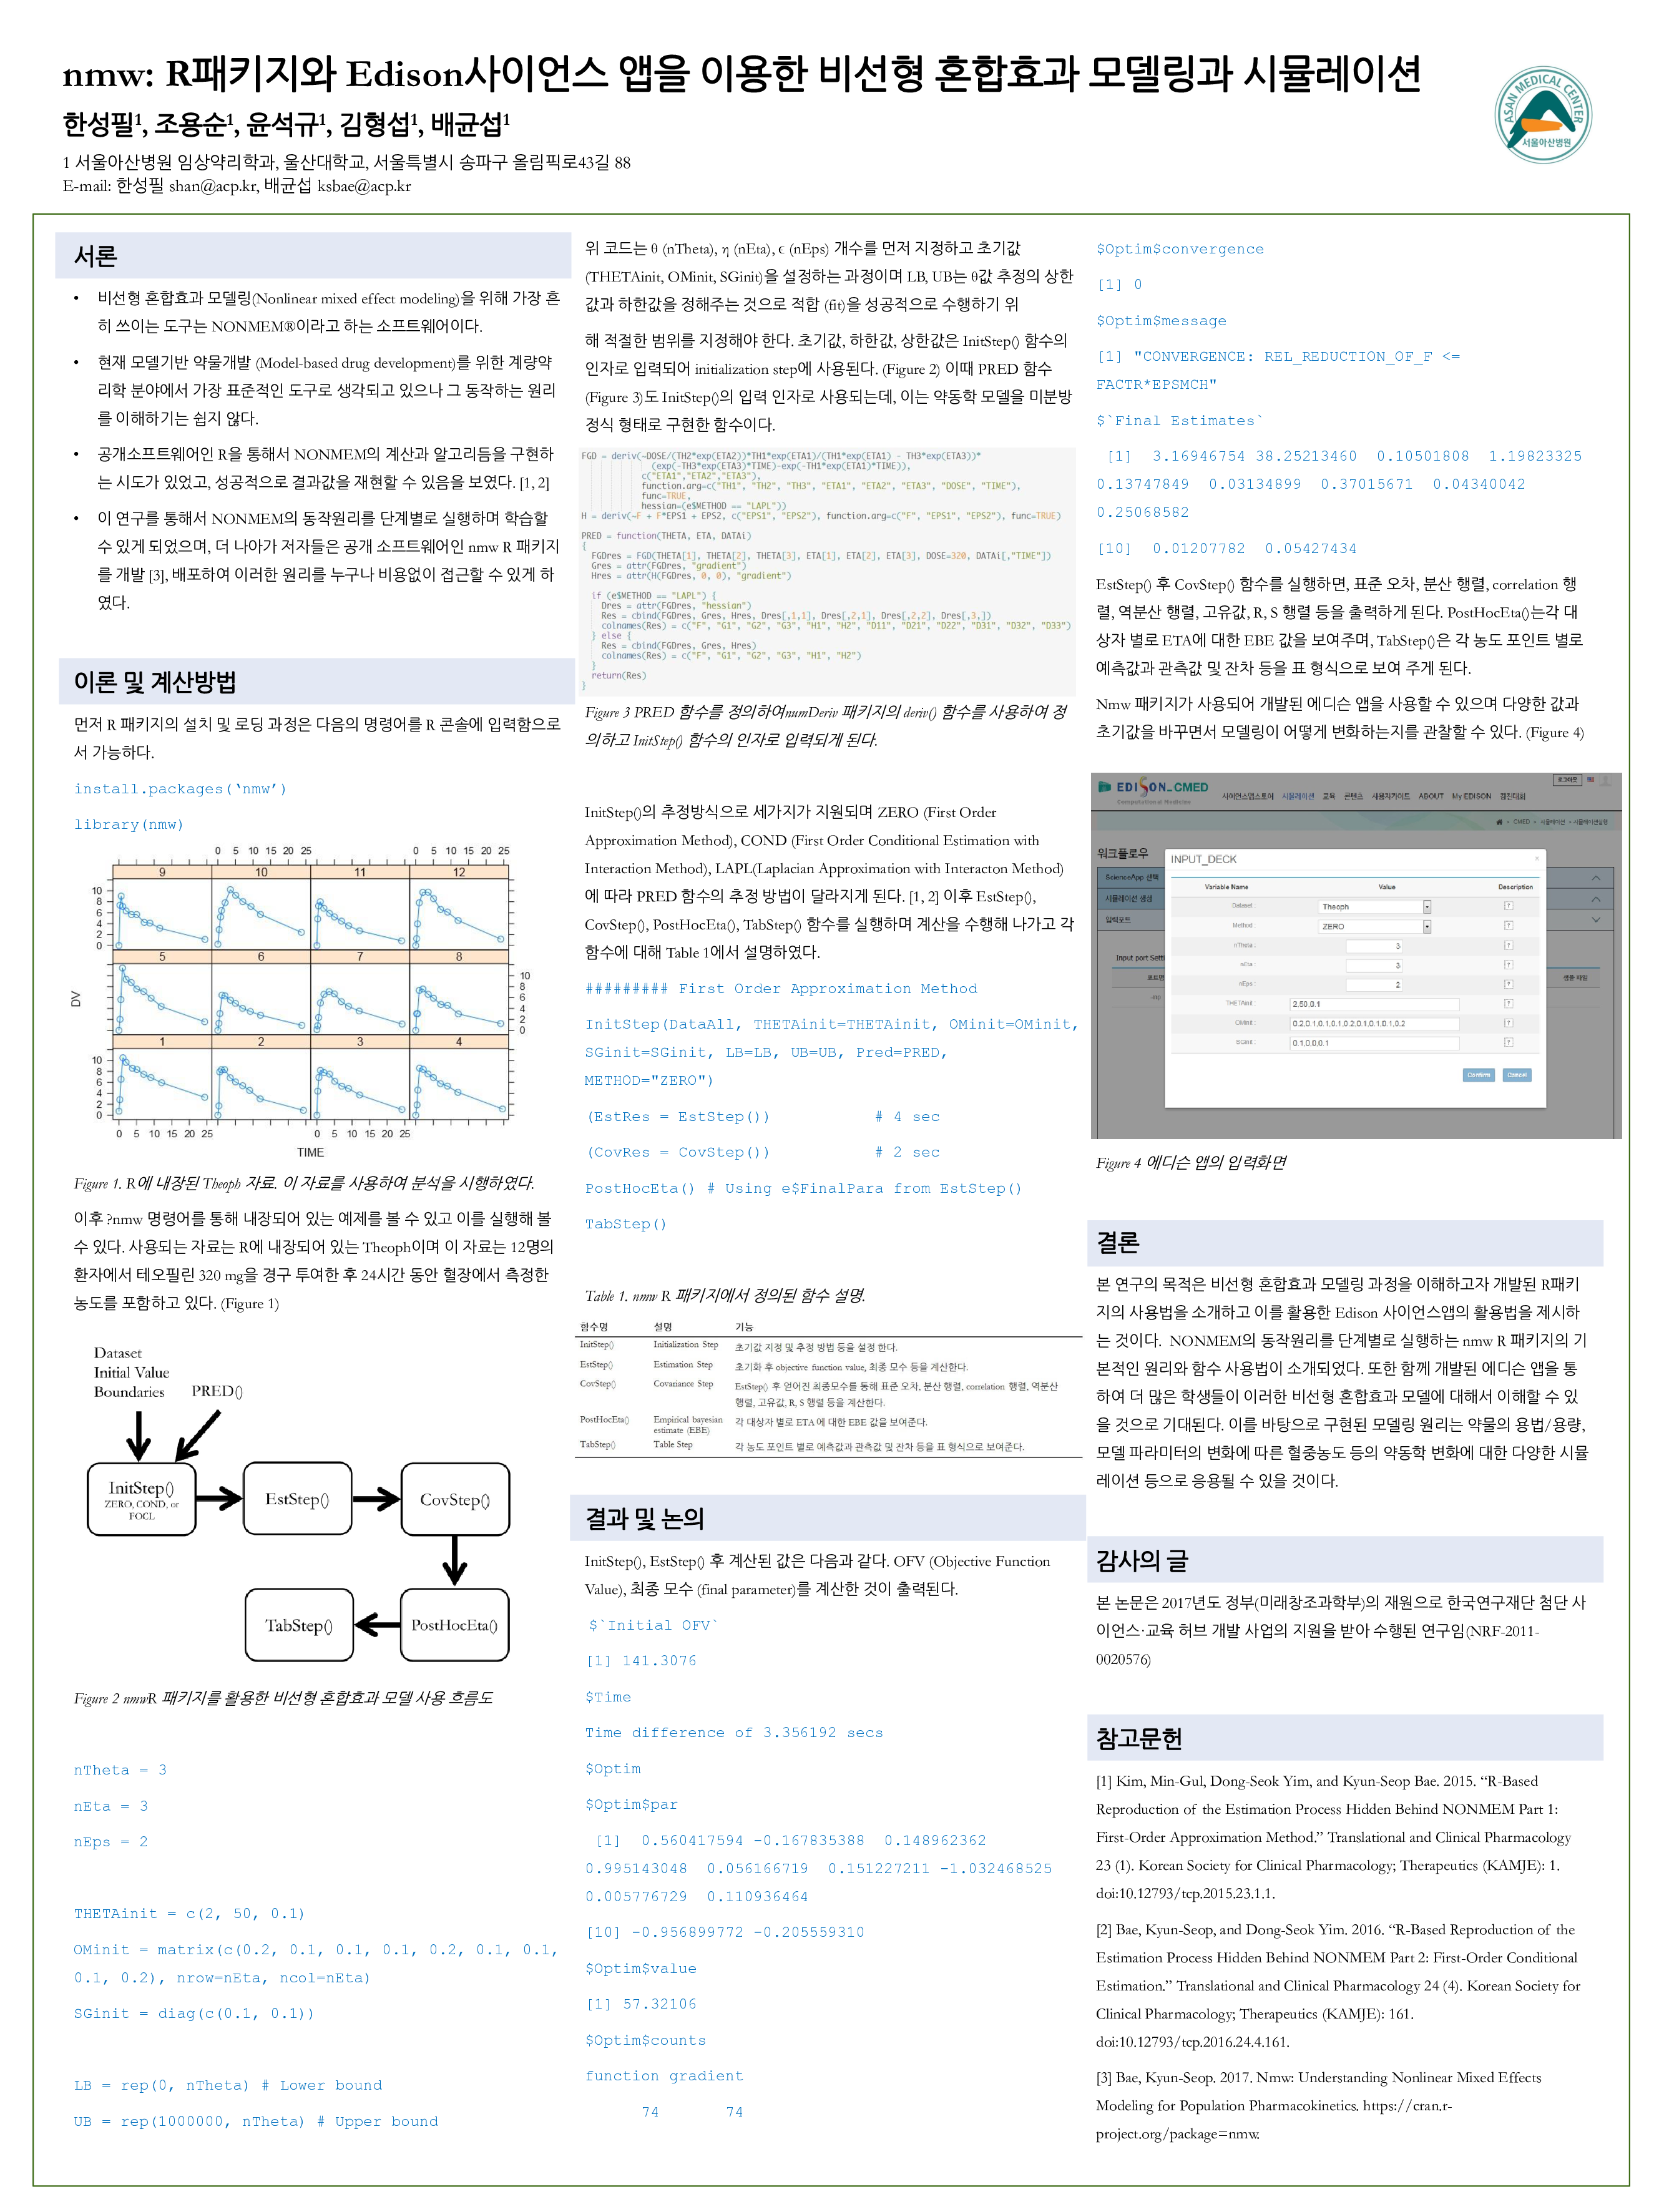 nmw: R패키지와 Edison사이언스 앱을 이용한 비선형 혼합효과 모델링과 시뮬레이션
한성필1, 조용순1, 윤석규1, 김형섭1, 배균섭1
1 서울아산병원 임상약리학과, 울산대학교, 서울특별시 송파구 올림픽로43길 88
E-mail: 한성필 shan@acp.kr, 배균섭 ksbae@acp.kr
ASAN MEDICAL CENTER
서울아산병원
서론
• 비선형 혼합효과 모델링(Nonlinear mixed effect modeling)을 위해 가장 흔
히 쓰이는 도구는 NONMEM®이라고 하는 소프트웨어이다.
• 현재 모델기반 약물개발 (Model-based drug development)를 위한 계량약
리학 분야에서 가장 표준적인 도구로 생각되고 있으나 그 동작하는 원리
를 이해하기는 쉽지 않다.
• 공개소프트웨어인 R을 통해서 NONMEM의 계산과 알고리듬을 구현하
는 시도가 있었고, 성공적으로 결과값을 재현할 수 있음을 보였다. [1, 2]
• 이 연구를 통해서 NONMEM의 동작원리를 단계별로 실행하며 학습할
수 있게 되었으며, 더 나아가 저자들은 공개 소프트웨어인 nmw R 패키지
를 개발 [3], 배포하여 이러한 원리를 누구나 비용없이 접근할 수 있게 하
였다.
이론 및 계산방법
먼저 R 패키지의 설치 및 로딩 과정은 다음의 명령어를 R 콘솔에 입력함으로
서 가능하다.
install.packages(‘nmw’)
library(nmw)
0 5 10 15 20 25 0 5 10 15 20 25
9 10 11 12
10
8
6
4
2
0
5 6 7 8
10
8
6
4
2
0
DV
1 2 3 4
10
8
6
4
2
0
0 5 10 15 20 25 0 5 10 15 20 25
TIME
Figure 1. R에 내장된 Theoph 자료. 이 자료를 사용하여 분석을 시행하였다.
이후 ?nmw 명령어를 통해 내장되어 있는 예제를 볼 수 있고 이를 실행해 볼
수 있다. 사용되는 자료는 R에 내장되어 있는 Theoph이며 이 자료는 12명의
환자에서 테오필린 320 mg을 경구 투여한 후 24시간 동안 혈장에서 측정한
농도를 포함하고 있다. (Figure 1)
Dataset
Initial Value
Boundaries PRED()
InitStep()
ZERO, COND, or
FOCL
EstStep()
CovStep()
TabStep()
PostHocEta()
Figure 2 nmwR 패키지를 활용한 비선형 혼합효과 모델 사용 흐름도
nTheta = 3
nEta = 3
nEps = 2
THETAinit = c(2, 50, 0.1)
OMinit = matrix(c(0.2, 0.1, 0.1, 0.1, 0.2, 0.1, 0.1,
0.1, 0.2), nrow=nEta, ncol=nEta)
SGinit = diag(c(0.1, 0.1))
LB = rep(0, nTheta) # Lower bound
UB = rep(1000000, nTheta) # Upper bound
위 코드는 θ (nTheta), η (nEta), ϵ (nEps) 개수를 먼저 지정하고 초기값
(THETAinit, OMinit, SGinit)을 설정하는 과정이며 LB, UB는 θ값 추정의 상한
값과 하한값을 정해주는 것으로 적합 (fit)을 성공적으로 수행하기 위
해 적절한 범위를 지정해야 한다. 초기값, 하한값, 상한값은 InitStep() 함수의
인자로 입력되어 initialization step에 사용된다. (Figure 2) 이때 PRED 함수
(Figure 3)도 InitStep()의 입력 인자로 사용되는데, 이는 약동학 모델을 미분방
정식 형태로 구현한 함수이다.
FGD = deriv(~DOSE/(TH2*exp(ETA2))*TH1*exp(ETA1)/(TH1*exp(ETA1) - TH3*exp(ETA3))*
(exp(-TH3*exp(ETA3)*TIME)-exp(-TH1*exp(ETA1)*TIME)),
c("ETA1","ETA2","ETA3"),
function.arg=c("TH1", "TH2", "TH3", "ETA1", "ETA2", "ETA3", "DOSE", "TIME"),
func=TRUE,
hessian=(e$METHOD == "LAPL"))
H = deriv(~F + F*EPS1 + EPS2, c("EPS1", "EPS2"), function.arg=c("F", "EPS1", "EPS2"), func=TRUE)
PRED = function(THETA, ETA, DATAi)
{
FGDres = FGD(THETA[1], THETA[2], THETA[3], ETA[1], ETA[2], ETA[3], DOSE=320, DATAi[,"TIME"])
Gres = attr(FGDres, "gradient")
Hres = attr(H(FGDres, 0, 0), "gradient")
if (e$METHOD == "LAPL") {
Dres = attr(FGDres, "hessian")
Res = cbind(FGDres, Gres, Hres, Dres[,1,1], Dres[,2,1], Dres[,2,2], Dres[,3,])
colnames(Res) = c("F", "G1", "G2", "G3", "H1", "H2", "D11", "D21", "D22", "D31", "D32", "D33")
} else {
Res = cbind(FGDres, Gres, Hres)
colnames(Res) = c("F", "G1", "G2", "G3", "H1", "H2")
}
return(Res)
}
Figure 3 PRED 함수를 정의하여numDeriv 패키지의 deriv() 함수를 사용하여 정
의하고 InitStep() 함수의 인자로 입력되게 된다.
InitStep()의 추정방식으로 세가지가 지원되며 ZERO (First Order
Approximation Method), COND (First Order Conditional Estimation with
Interaction Method), LAPL(Laplacian Approximation with Interacton Method)
에 따라 PRED 함수의 추정 방법이 달라지게 된다. [1, 2] 이후 EstStep(),
CovStep(), PostHocEta(), TabStep() 함수를 실행하며 계산을 수행해 나가고 각
함수에 대해 Table 1에서 설명하였다.
######### First Order Approximation Method
InitStep(DataAll, THETAinit=THETAinit, OMinit=OMinit,
SGinit=SGinit, LB=LB, UB=UB, Pred=PRED,
METHOD="ZERO")
(EstRes = EstStep()) # 4 sec
(CovRes = CovStep()) # 2 sec
PostHocEta() # Using e$FinalPara from EstStep()
TabStep()
Table 1. nmw R 패키지에서 정의된 함수 설명.
함수명 설명 기능
InitStep() Initialization Step 초기값 지정 및 추정 방법 등을 설정 한다.
EstStep() Estimation Step 초기화 후 objective function value, 최종 모수 등을 계산한다.
CovStep() Covariance Step EstStep() 후 얻어진 최종모수를 통해 표준 오차, 분산 행렬, correlation 행렬, 역분산
행렬, 고유값, R, S 행렬 등을 계산한다.
PostHocEta() Empirical bayesian 각 대상자 별로 ETA 에 대한 EBE 값을 보여준다.
estimate (EBE)
TabStep() Table Step 각 농도 포인트 별로 예측값과 관측값 및 잔차 등을 표 형식으로 보여준다.
결과 및 논의
InitStep(), EstStep() 후 계산된 값은 다음과 같다. OFV (Objective Function
Value), 최종 모수 (final parameter)를 계산한 것이 출력된다.
$`Initial OFV`
[1] 141.3076
$Time
Time difference of 3.356192 secs
$Optim
$Optim$par
[1] 0.560417594 -0.167835388 0.148962362
0.995143048 0.056166719 0.151227211 -1.032468525
0.005776729 0.110936464
[10] -0.956899772 -0.205559310
$Optim$value
[1] 57.32106
$Optim$counts
function gradient
74 74
$Optim$convergence
[1] 0
$Optim$message
[1] "CONVERGENCE: REL_REDUCTION_OF_F <=
FACTR*EPSMCH"
$`Final Estimates`
[1] 3.16946754 38.25213460 0.10501808 1.19823325
0.13747849 0.03134899 0.37015671 0.04340042
0.25068582
[10] 0.01207782 0.05427434
EstStep() 후 CovStep() 함수를 실행하면, 표준 오차, 분산 행렬, correlation 행
렬, 역분산 행렬, 고유값, R, S 행렬 등을 출력하게 된다. PostHocEta()는각 대
상자 별로 ETA에 대한 EBE 값을 보여주며, TabStep()은 각 농도 포인트 별로
예측값과 관측값 및 잔차 등을 표 형식으로 보여 주게 된다.
Nmw 패키지가 사용되어 개발된 에디슨 앱을 사용할 수 있으며 다양한 값과
초기값을 바꾸면서 모델링이 어떻게 변화하는지를 관찰할 수 있다. (Figure 4)
로그아웃
EDISON_CMED
Computational Medicine
사이언스앱스토어 시뮬레이션 교육 콘텐츠 사용자가이드 ABOUT My EDISON 경진대회
CMED > 시뮬레이션 > 시뮬레이션실행
워크플로우
ScienceApp 선택
시뮬레이션 생성
입력포트
Input port Setti
포트명
-inp
샘플 파일
INPUT_DECK
Variable Name Value Description
Dataset : Theoph
Method : ZERO
nTheta : 3
nEta : 3
nEps : 2
THETAinit : 2,50,0.1
OMinit : 0.2,0.1,0.1,0.1,0.2,0.1,0.1,0.1,0.2
SGinit : 0.1,0,0,0.1
Confirm Cancel
Figure 4 에디슨 앱의 입력화면
결론
본 연구의 목적은 비선형 혼합효과 모델링 과정을 이해하고자 개발된 R패키
지의 사용법을 소개하고 이를 활용한 Edison 사이언스앱의 활용법을 제시하
는 것이다. NONMEM의 동작원리를 단계별로 실행하는 nmw R 패키지의 기
본적인 원리와 함수 사용법이 소개되었다. 또한 함께 개발된 에디슨 앱을 통
하여 더 많은 학생들이 이러한 비선형 혼합효과 모델에 대해서 이해할 수 있
을 것으로 기대된다. 이를 바탕으로 구현된 모델링 원리는 약물의 용법/용량,
모델 파라미터의 변화에 따른 혈중농도 등의 약동학 변화에 대한 다양한 시뮬
레이션 등으로 응용될 수 있을 것이다.
감사의 글
본 논문은 2017년도 정부(미래창조과학부)의 재원으로 한국연구재단 첨단 사
이언스·교육 허브 개발 사업의 지원을 받아 수행된 연구임(NRF-2011-
0020576)
참고문헌
[1] Kim, Min-Gul, Dong-Seok Yim, and Kyun-Seop Bae. 2015. “R-Based
Reproduction of the Estimation Process Hidden Behind NONMEM Part 1:
First-Order Approximation Method.” Translational and Clinical Pharmacology
23 (1). Korean Society for Clinical Pharmacology; Therapeutics (KAMJE): 1.
doi:10.12793/tcp.2015.23.1.1.
[2] Bae, Kyun-Seop, and Dong-Seok Yim. 2016. “R-Based Reproduction of the
Estimation Process Hidden Behind NONMEM Part 2: First-Order Conditional
Estimation.” Translational and Clinical Pharmacology 24 (4). Korean Society for
Clinical Pharmacology; Therapeutics (KAMJE): 161.
doi:10.12793/tcp.2016.24.4.161.
[3] Bae, Kyun-Seop. 2017. Nmw: Understanding Nonlinear Mixed Effects
Modeling for Population Pharmacokinetics. https://cran.r-
project.org/package=nmw.